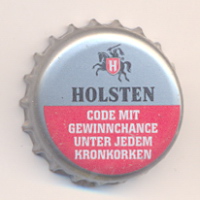 H
HOLSTEN
CODE MIT
GEWINNCHANCE
UNTER JEDEM
KRONKORKEN